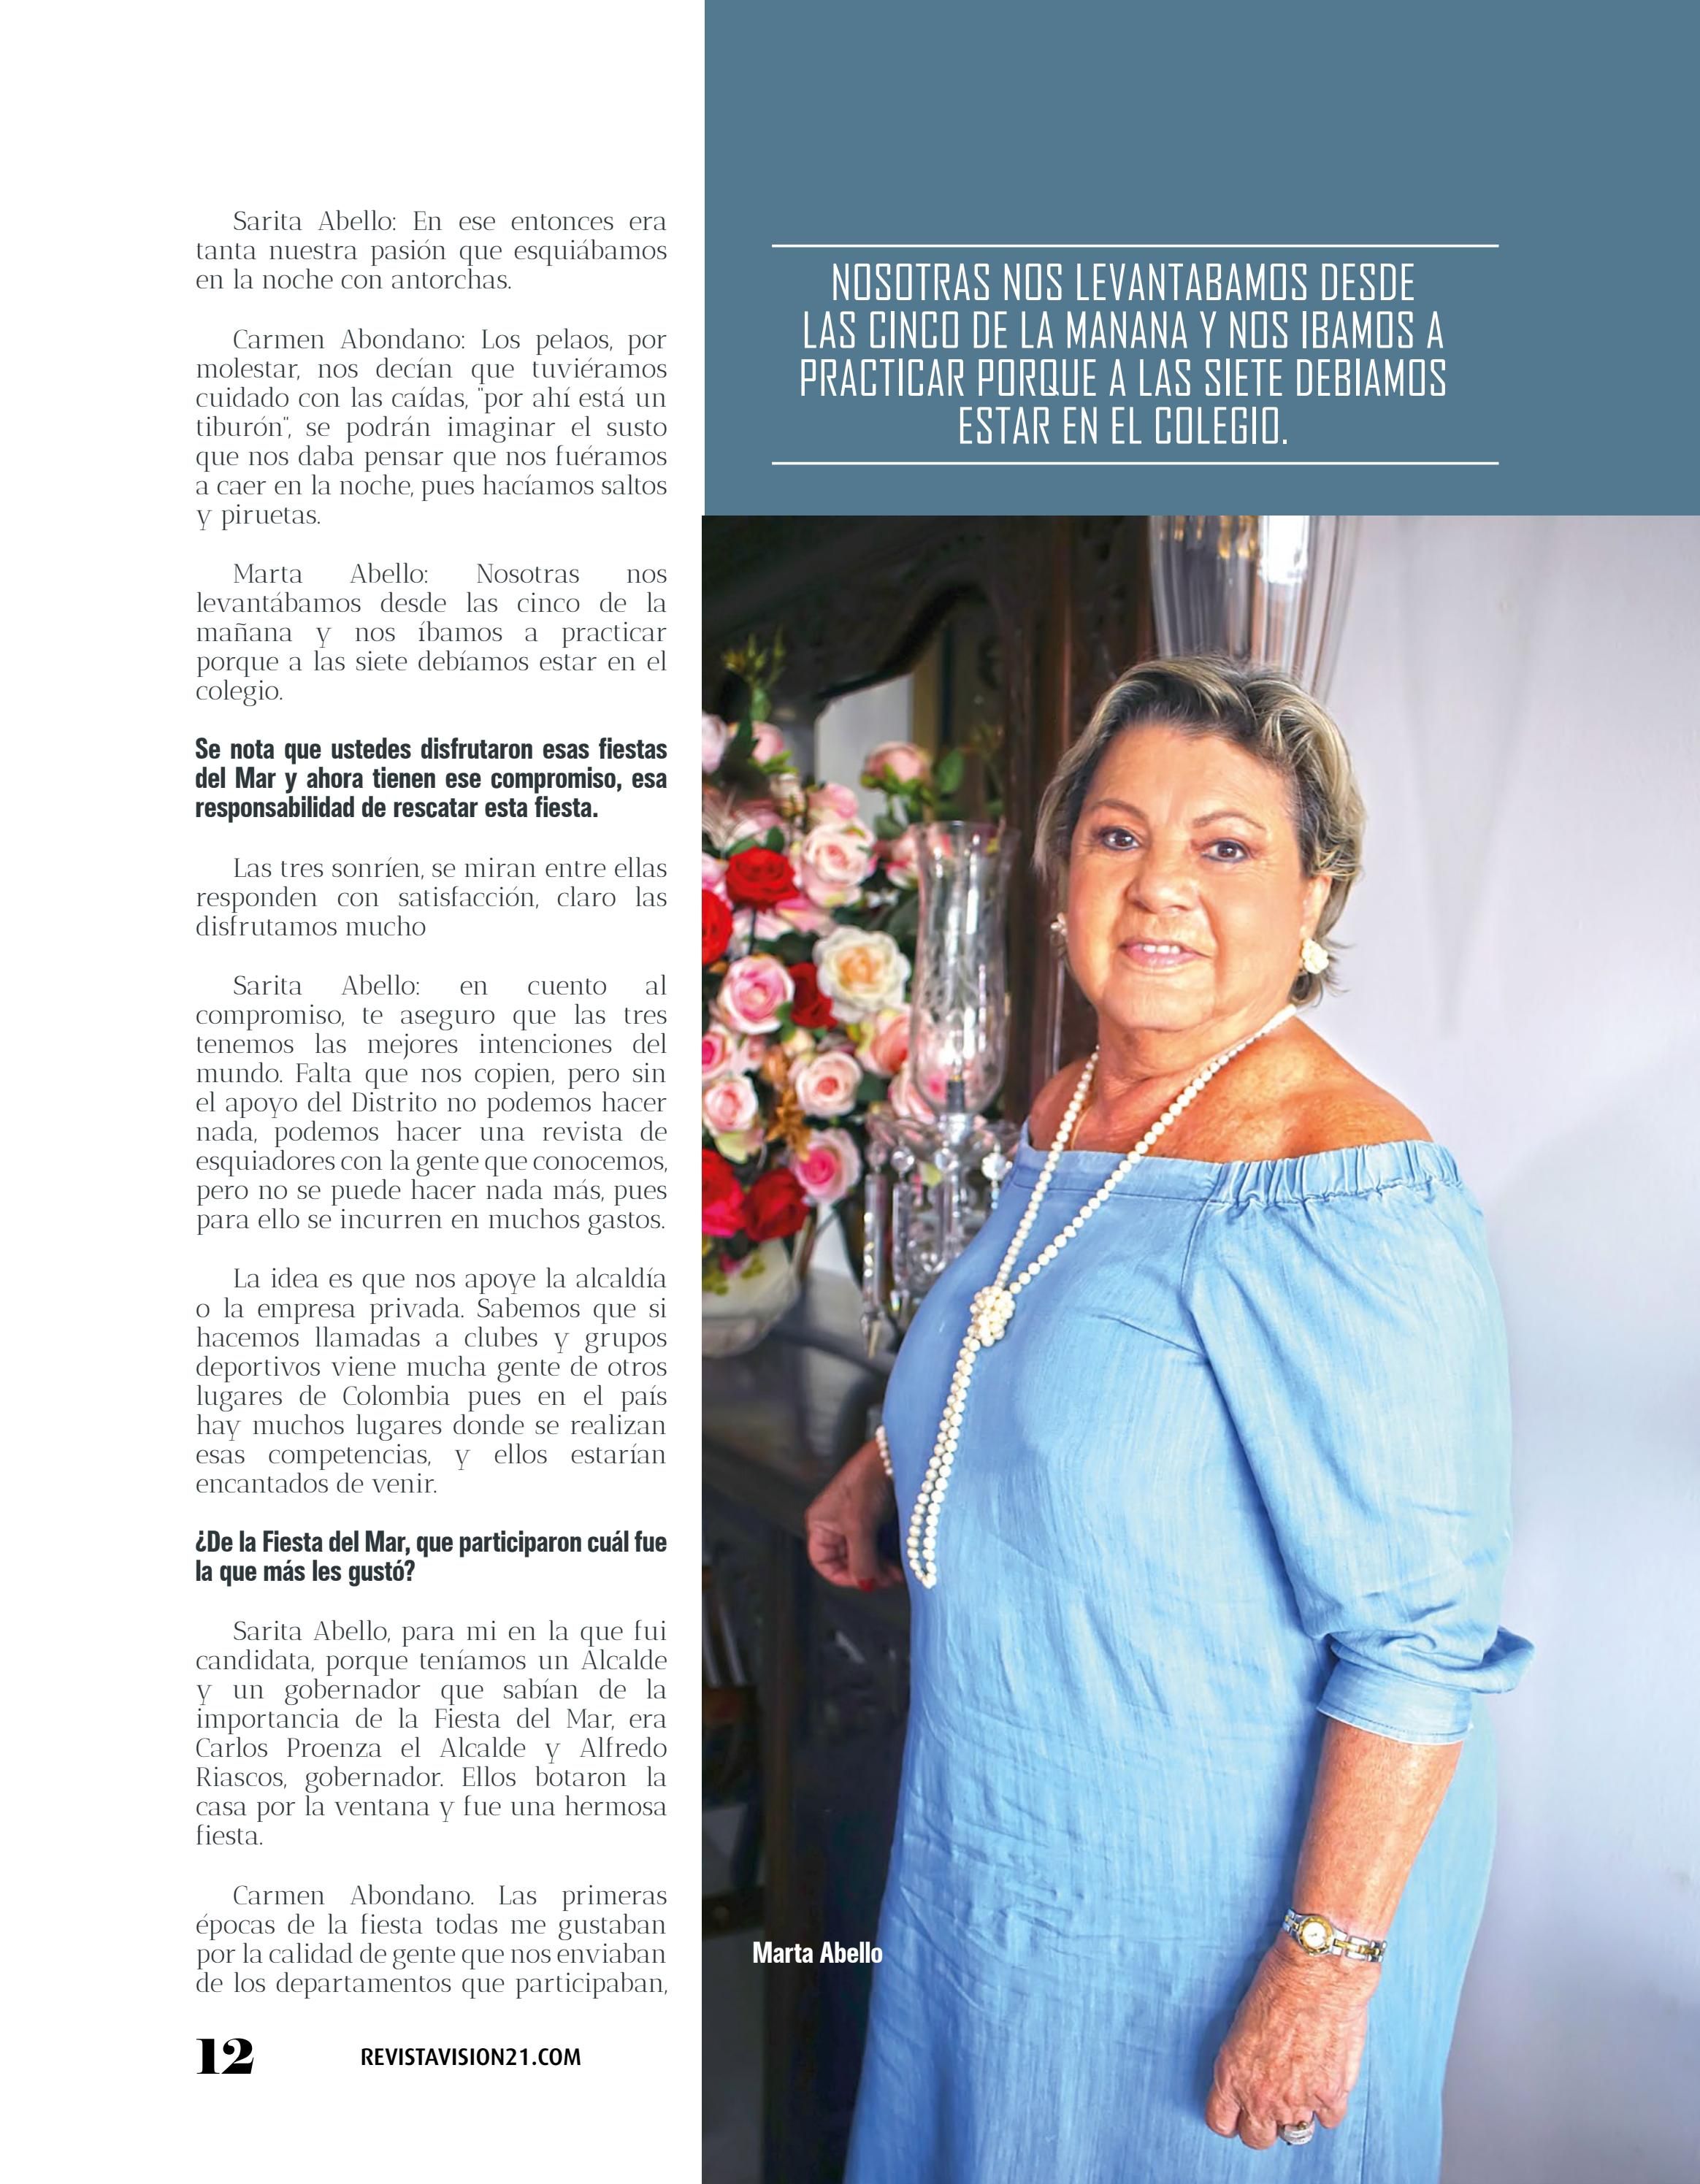 Sarita Abello: En ese entonces era
tanta nuestra pasión que esquiábamos
en la noche con antorchas.
Carmen Abondano: Los pelaos, por
molestar, nos decían que tuviéramos
cuidado con las caídas, "por ahí está un
tiburón", se podrán imaginar el susto
que nos daba pensar que nos fuéramos
a caer en la noche, pues hacíamos saltos
y piruetas.
Marta Abello: Nosotras nos
levantábamos desde las cinco de la
mañana y nos íbamos a practicar
porque a las siete debíamos estar en el
colegio.
Se nota que ustedes disfrutaron esas fiestas
del Mar y ahora tienen ese compromiso, esa
responsabilidad de rescatar esta fiesta.
Las tres sonríen, se miran entre ellas
responden con satisfacción, claro las
disfrutamos mucho
Sarita Abello: en cuento al
compromiso, te aseguro que las tres
tenemos las mejores intenciones del
mundo. Falta que nos copien, pero sin
el apoyo del Distrito no podemos hacer
nada, podemos hacer una revista de
esquiadores con la gente que conocemos,
pero no se puede hacer nada más, pues
para ello se incurren en muchos gastos.
La idea es que nos apoye la alcaldía
o la empresa privada. Sabemos que si
hacemos llamadas a clubes y grupos
deportivos viene mucha gente de otros
lugares de Colombia pues en el país
hay muchos lugares donde se realizan
esas competencias, y ellos estarían
encantados de venir.
¿De la Fiesta del Mar, que participaron cuál fue
la que más les gustó?
Sarita Abello, para mi en la que fui
candidata, porque teníamos un Alcalde
y un gobernador que sabían de la
importancia de la Fiesta del Mar, era
Carlos Proenza el Alcalde y Alfredo
Riascos, gobernador. Ellos botaron la
casa por la ventana y fue una hermosa
fiesta.
Carmen Abondano. Las primeras
épocas de la fiesta todas me gustaban
por la calidad de gente que nos enviaban
de los departamentos que participaban,
NOSOTRAS NOS LEVANTABAMOS DESDE
LAS CINCO DE LA MANANA Y NOS IBAMOS A
PRACTICAR PORQUE A LAS SIETE DEBIAMOS
ESTAR EN EL COLEGIO.
Marta Abello
12
REVISTAVISION21.COM